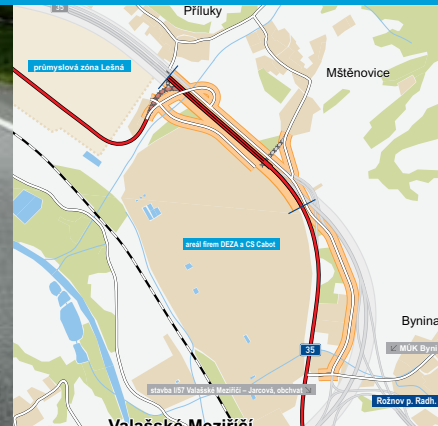 35
Příluky
průmyslová zóna Lešná
Mštěnovice
areál firem DEZA a CS Cabot
Bynina
35
MÚK Byni
stavba I/57 Valašské Meziříčí – Jarcová, obchvat
Rožnov p. Radh.
Valašské Meziříčí